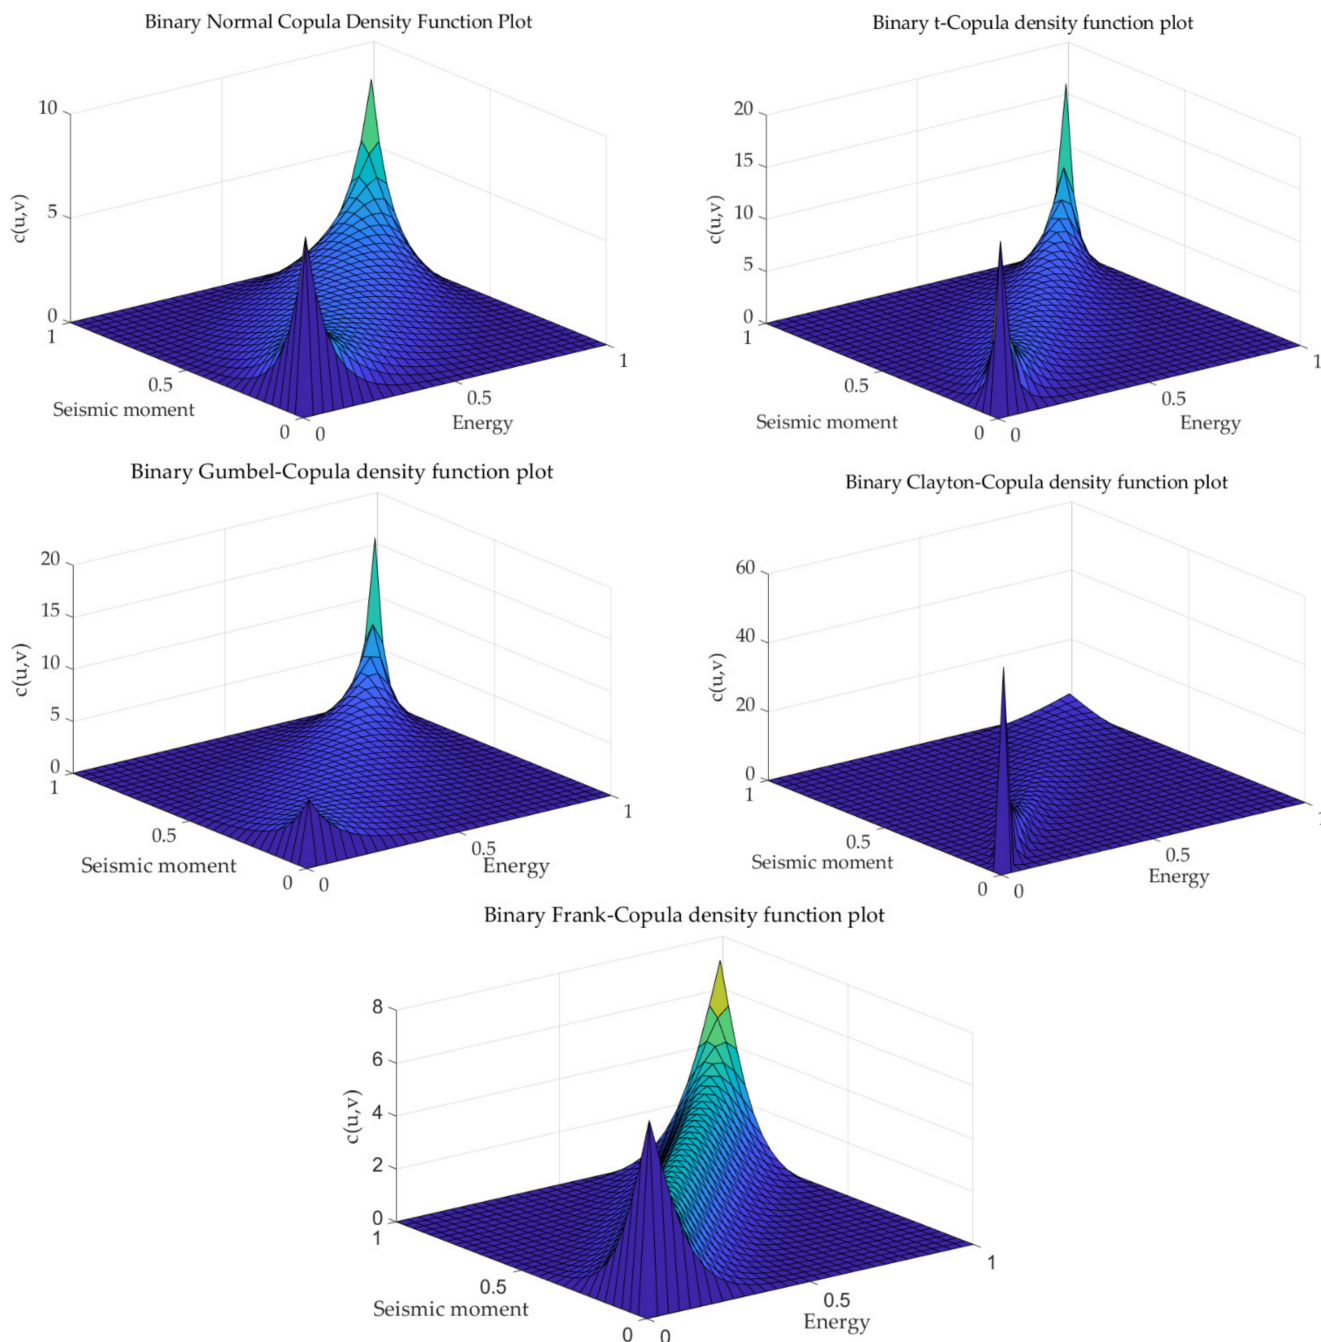 Binary Normal Copula Density Function Plot
10
5
0
c(u,v)
1
0.5
0
Seismic moment
0
0.5
1
Energy
Binary t-Copula density function plot
20
15
10
5
0
c(u,v)
1
0.5
0
Seismic moment
0
0.5
1
Energy
Binary Gumbel-Copula density function plot
20
15
10
5
0
c(u,v)
1
0.5
0
Seismic moment
0
0.5
1
Energy
Binary Clayton-Copula density function plot
60
40
20
0
c(u,v)
1
0.5
0
Seismic moment
0
0.5
1
Energy
Binary Frank-Copula density function plot
8
6
4
2
0
c(u,v)
1
0.5
0
Seismic moment
0
0.5
1
Energy